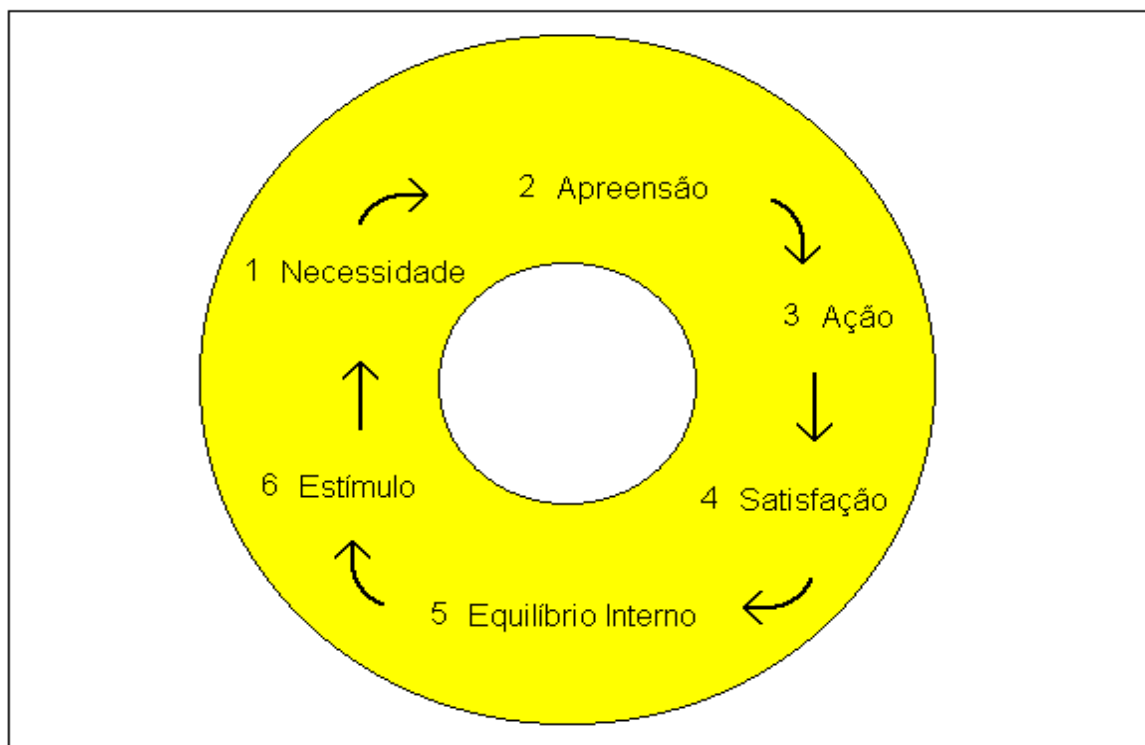 1 Necessidade
2 Apreensão
3 Ação
4 Satisfação
5 Equilíbrio Interno
6 Estímulo